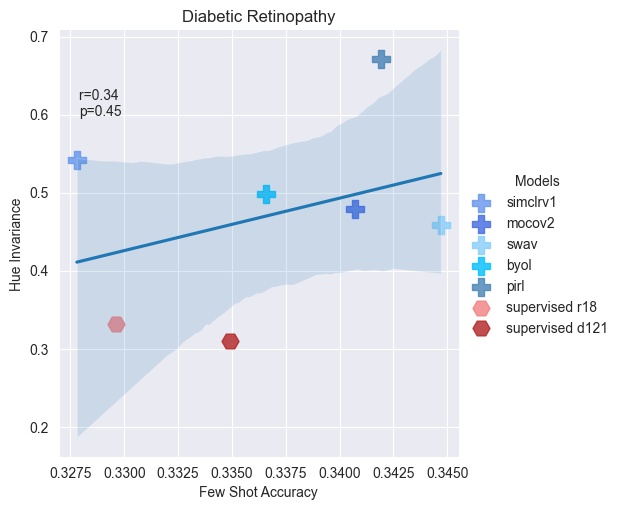 Diabetic Retinopathy
0.7
r=0.34
p=0.45
0.6
0.5
0.4
0.3
0.2
Hue Invariance
0.3275 0.3300 0.3325 0.3350 0.3375 0.3400 0.3425 0.3450
Few Shot Accuracy
Models
simclrv1
mocov2
swav
byol
pirl
supervised r18
supervised d121